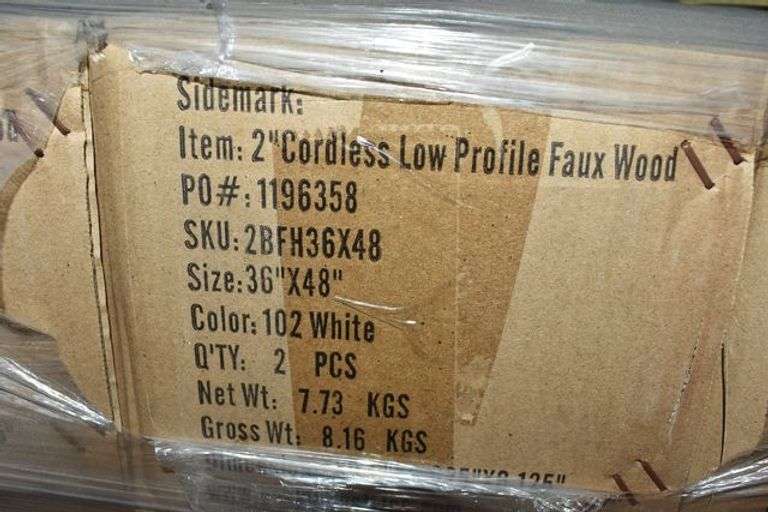 Sidemark:
Item: 2"Cordless Low Profile Faux Wood
PO#: 1196358
SKU: 2BFH36X48
Size: 36"X48"
Color: 102 White
Q'TY: 2 PCS
Net Wt: 7.73 KGS
Gross Wt: 8.16 KGS